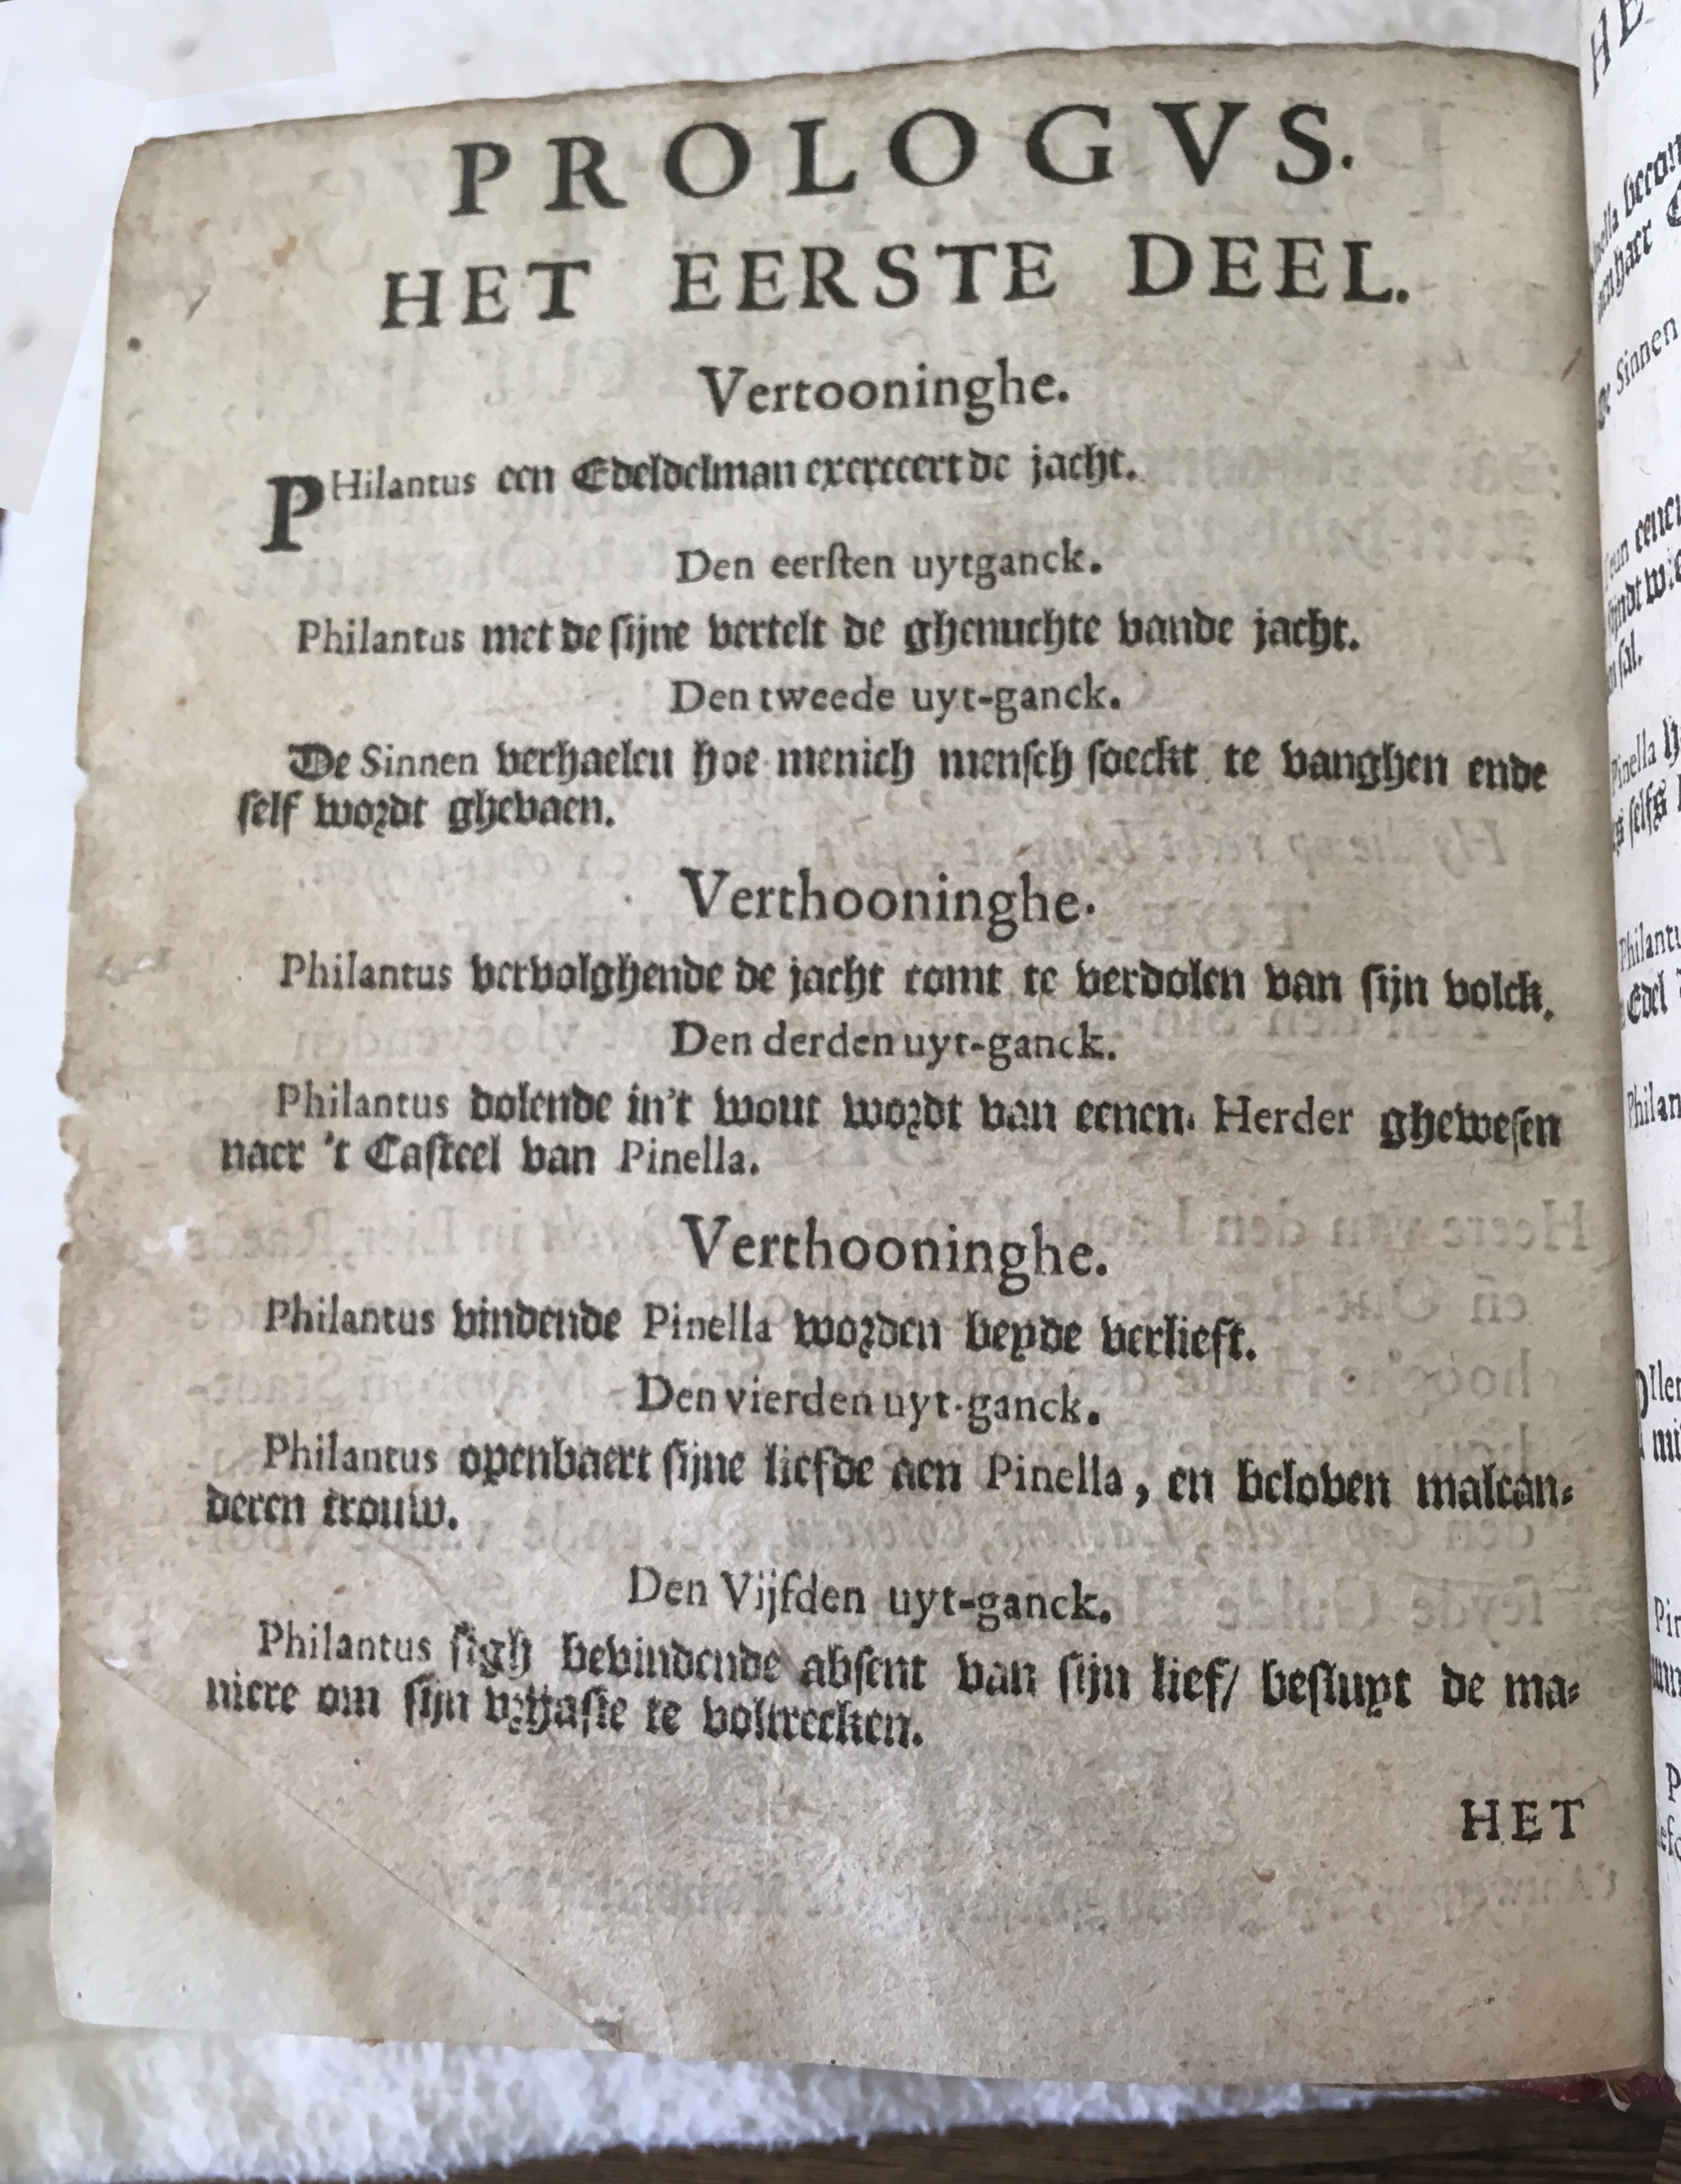 PROLOGVS.
HET EERSTE DEEL.
Vertooninghe.
PHilantus een Edeldelman exerceert de jacht.
Den eerſten uytganck.
Philantus met de ſijne vertelt de ghenuchte vande jacht.
Den tweede uyt-ganck.
De Sinnen verhaelen hoe menich menſch ſoeckt te vanghen ende
ſelf wordt ghevaen.
Verthooninghe.
Philantus vervolghende de jacht comt te verdolen van ſijn volck.
Den derden uyt-ganck.
Philantus dolende in't wout wordt van eenen Herder gheweſen
naer 't Caſteel van Pinella.
Verthooninghe.
Philantus vindende Pinella worden beyde verlieft.
Den vierden uyt-ganck.
Philantus openbaert ſijne liefde aen Pinella, en beloven malcan-
deren trouw.
Den Vijfden uyt-ganck.
Philantus ſigh bevindende abſent van ſijn lief/ beſluyt de ma-
niere om ſijn te voltrecken.
HET